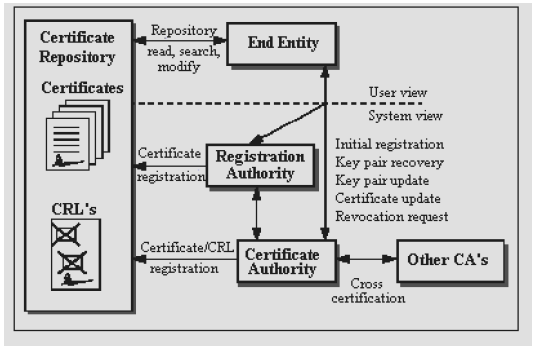 Certificate
Repository
Certificates
CRL's
Repository
read, search,
modify
End Entity
User view
System view
Certificate
registration
Registration
Authority
Initial registration
Key pair recovery
Key pair update
Certificate update
Revocation request
Certificate/CRL
registration
Certificate
Authority
Cross
certification
Other CA's